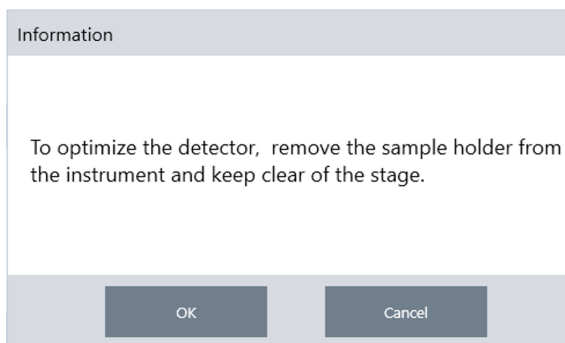 Information
To optimize the detector,  remove the sample holder from
the instrument and keep clear of the stage.
OK
Cancel